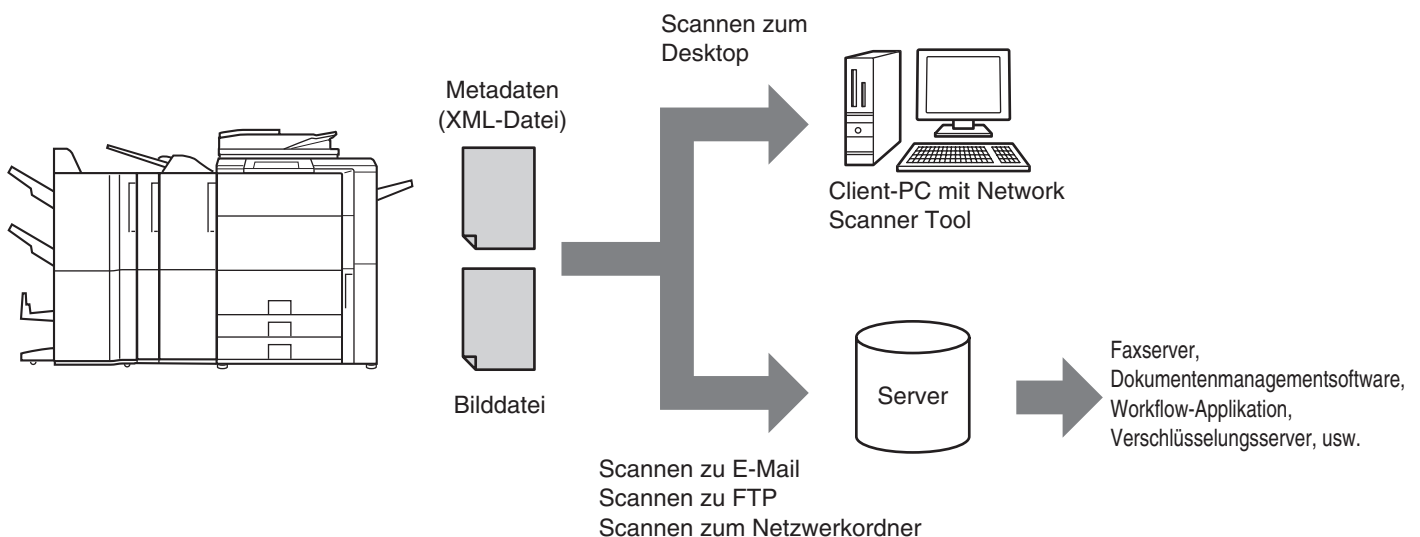 Scannen zum
Desktop
Metadaten
(XML-Datei)
Client-PC mit Network
Scanner Tool
Bilddatei
Server
Faxserver,
Dokumentenmanagementsoftware,
Workflow-Applikation,
Verschlüsselungsserver, usw.
Scannen zu E-Mail
Scannen zu FTP
Scannen zum Netzwerkordner